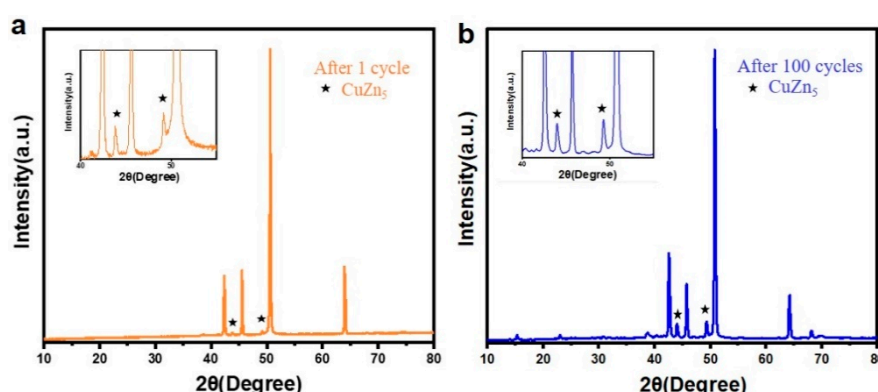 a
Intensity(a.u.)
Intensity(a.u.)
40
50
2θ(Degree)
After 1 cycle
★ CuZn₅
★
★
★
★
10
20
30
40
50
60
70
80
2θ(Degree)
b
Intensity(a.u.)
Intensity(a.u.)
40
50
2θ(Degree)
After 100 cycles
★ CuZn₅
★
★
★
★
10
20
30
40
50
60
70
80
2θ(Degree)